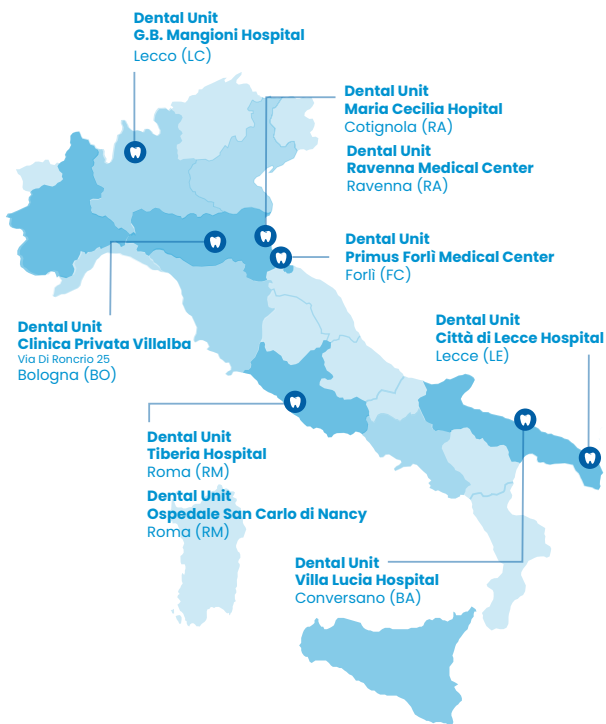 Dental Unit
G.B. Mangioni Hospital
Lecco (LC)
Dental Unit
Maria Cecilia Hopital
Cotignola (RA)
Dental Unit
Ravenna Medical Center
Ravenna (RA)
Dental Unit
Primus Forlì Medical Center
Forlì (FC)
Dental Unit
Clinica Privata Villalba
Via Di Roncrio 25
Bologna (BO)
Dental Unit
Città di Lecce Hospital
Lecce (LE)
Dental Unit
Tiberia Hospital
Roma (RM)
Dental Unit
Ospedale San Carlo di Nancy
Roma (RM)
Dental Unit
Villa Lucia Hospital
Conversano (BA)